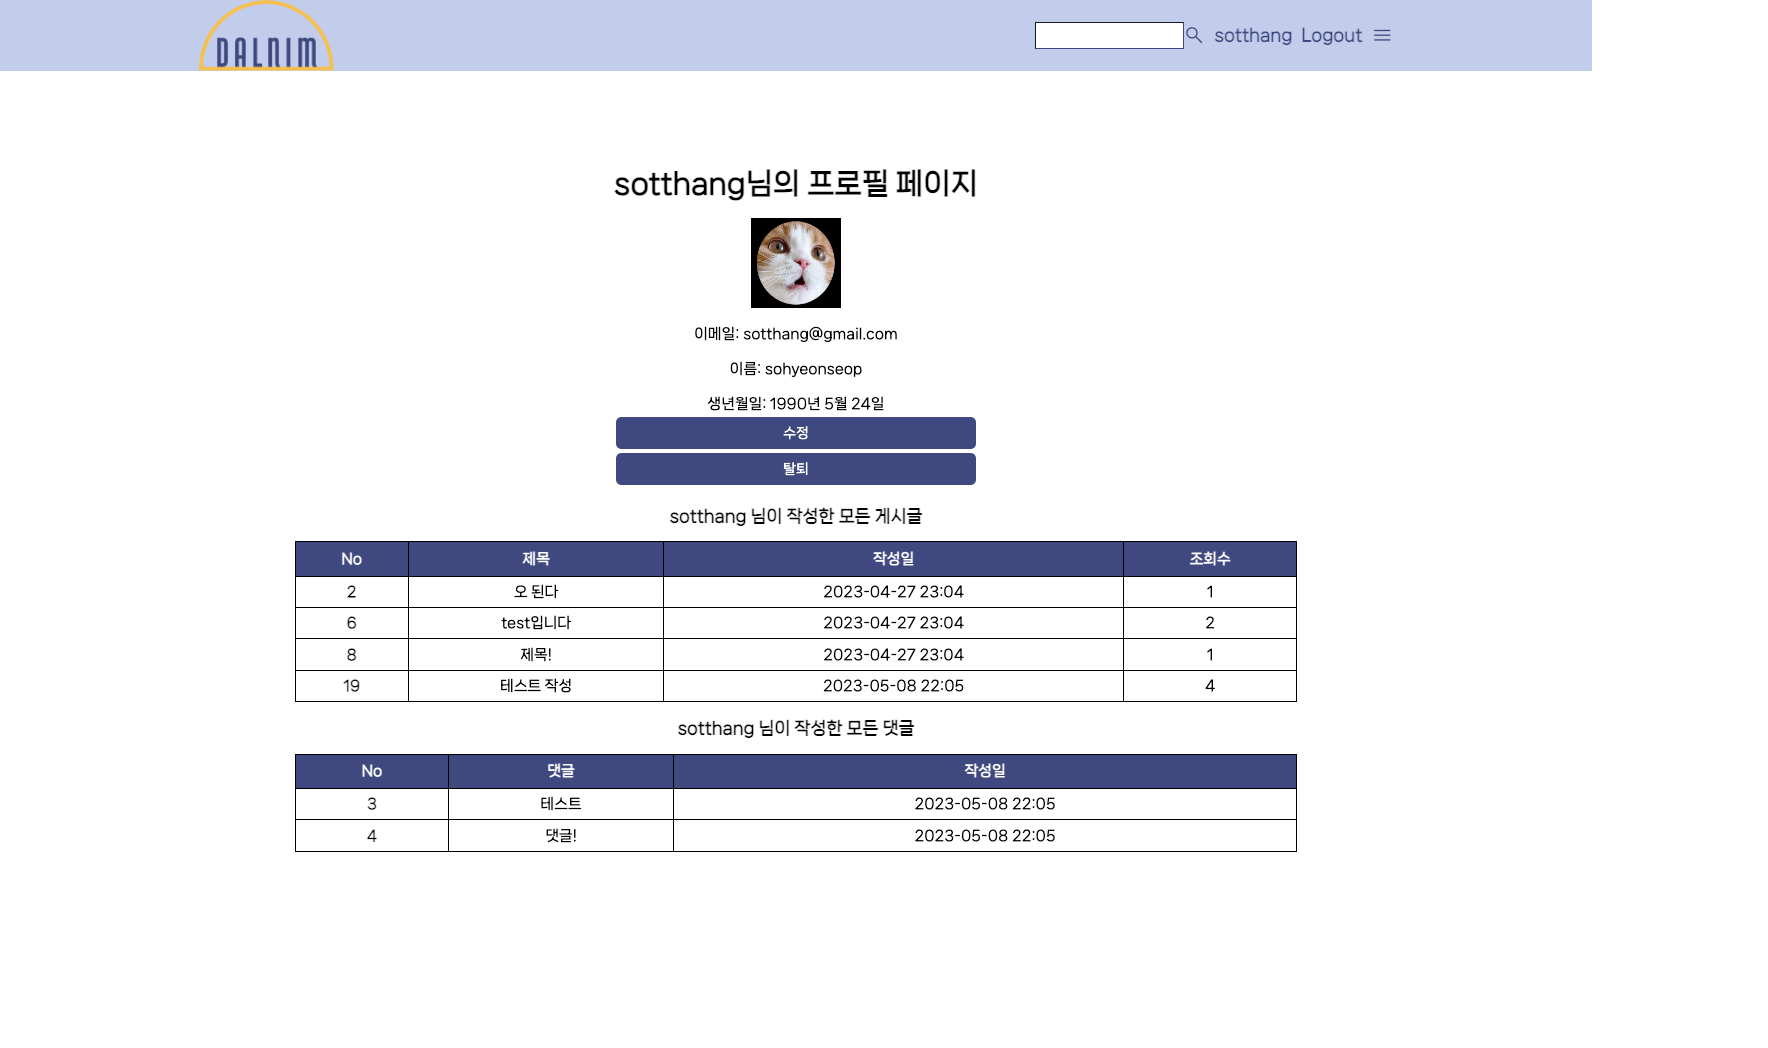 DALNIM
sotthang Logout
sotthang님의 프로필 페이지
이메일: sotthang@gmail.com
이름: sohyeonseop
생년월일: 1990년 5월 24일
수정
탈퇴
sotthang 님이 작성한 모든 게시글
No 제목 작성일 조회수
2 오 된다 2023-04-27 23:04 1
6 test입니다 2023-04-27 23:04 2
8 제목! 2023-04-27 23:04 1
19 테스트 작성 2023-05-08 22:05 4
sotthang 님이 작성한 모든 댓글
No 댓글 작성일
3 테스트 2023-05-08 22:05
4 댓글! 2023-05-08 22:05